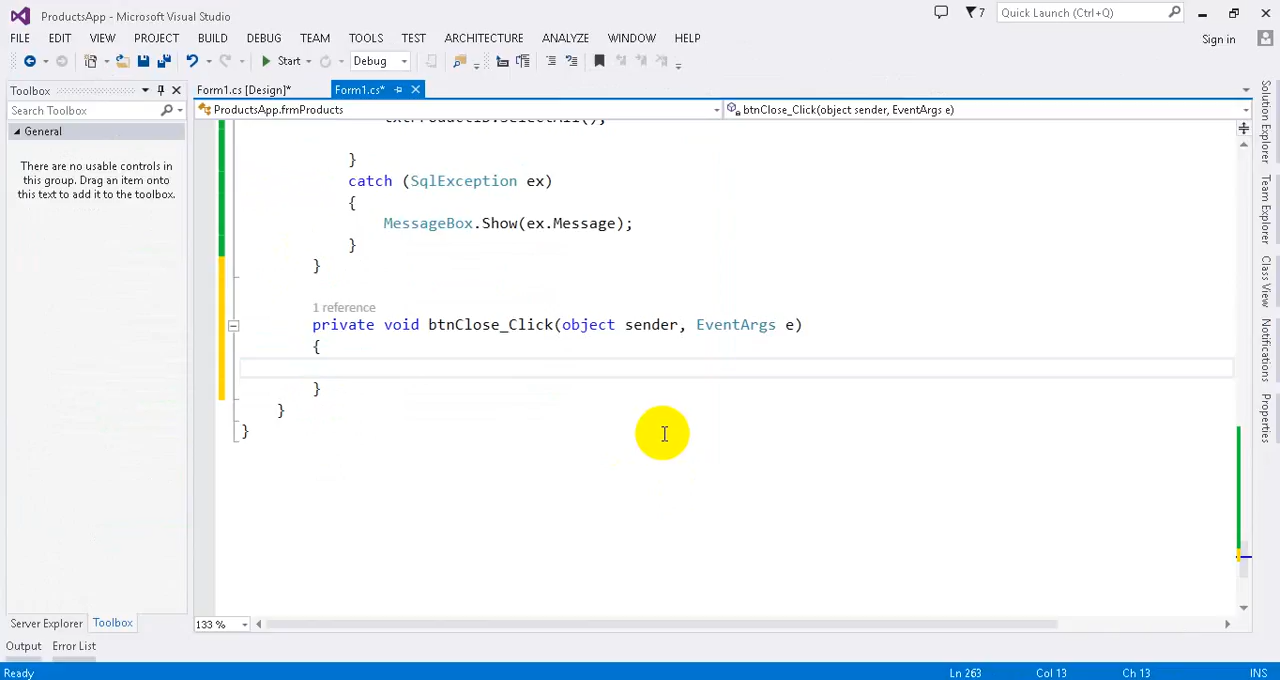 ProductsApp - Microsoft Visual Studio
7
Quick Launch (Ctrl+Q)
FILE EDIT VIEW PROJECT BUILD DEBUG TEAM TOOLS TEST ARCHITECTURE ANALYZE WINDOW HELP
Sign in
Start Debug
Toolbox
Form1.cs [Design]* Form1.cs*
Search Toolbox
ProductsApp.frmProducts
btnClose_Click(object sender, EventArgs e)
General
There are no usable controls in
this group. Drag an item onto
this text to add it to the toolbox.
txtProductID.SelectAll();
}
catch (SqlException ex)
{
MessageBox.Show(ex.Message);
}
}
1 reference
private void btnClose_Click(object sender, EventArgs e)
{
}
}
}
Solution Explorer
Team Explorer
Class View
Notifications
Properties
133 %
Server Explorer Toolbox
Output Error List
Ready
Ln 263 Col 13 Ch 13 INS